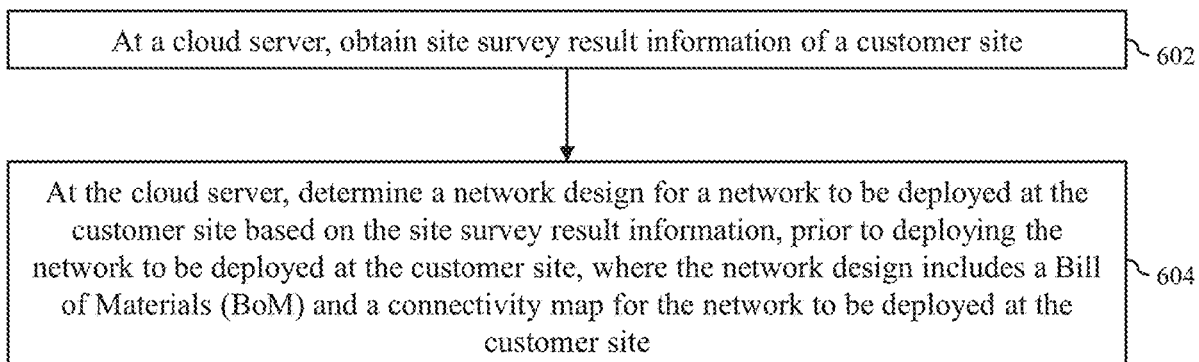 At a cloud server, obtain site survey result information of a customer site
602
At the cloud server, determine a network design for a network to be deployed at the
customer site based on the site survey result information, prior to deploying the
network to be deployed at the customer site, where the network design includes a Bill
of Materials (BoM) and a connectivity map for the network to be deployed at the
customer site
604